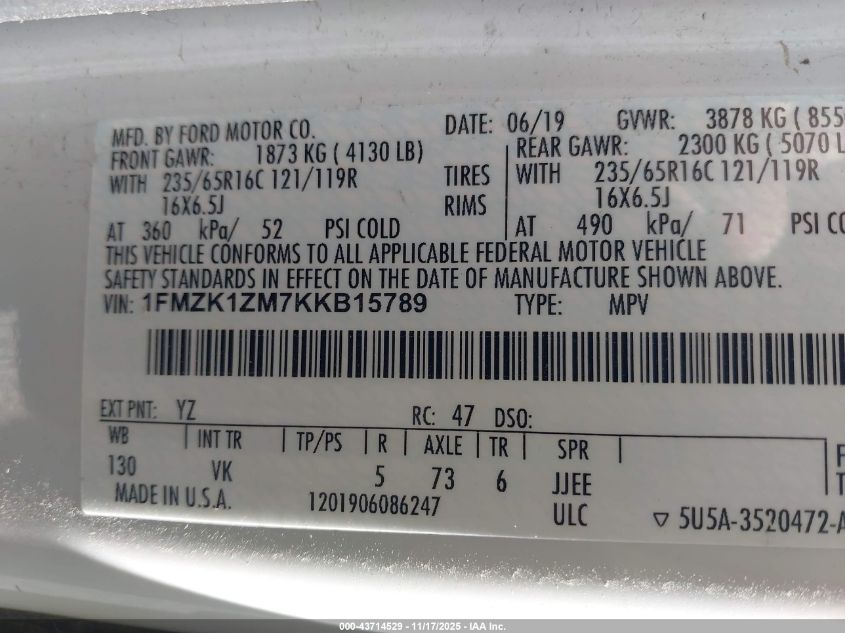 MFD. BY FORD MOTOR CO. DATE: 06/19 GVWR: 3878 KG ( 855
FRONT GAWR: 1873 KG ( 4130 LB) REAR GAWR: 2300 KG ( 5070 L
WITH 235/65R16C 121/119R TIRES WITH 235/65R16C 121/119R
16X6.5J RIMS 16X6.5J
AT 360 kPa/ 52 PSI COLD AT 490 kPa/ 71 PSI CO
THIS VEHICLE CONFORMS TO ALL APPLICABLE FEDERAL MOTOR VEHICLE
SAFETY STANDARDS IN EFFECT ON THE DATE OF MANUFACTURE SHOWN ABOVE.
VIN: 1FMZK1ZM7KKB15789 TYPE: MPV
EXT PNT: YZ RC: 47 DSO:
WB INT TR TP/PS R AXLE TR SPR
130 VK 5 73 6 JJEE
MADE IN U.S.A. 1201906086247 ULC ▽ 5U5A-3520472-A
000-43714529 - 11/17/2025 - IAA Inc.